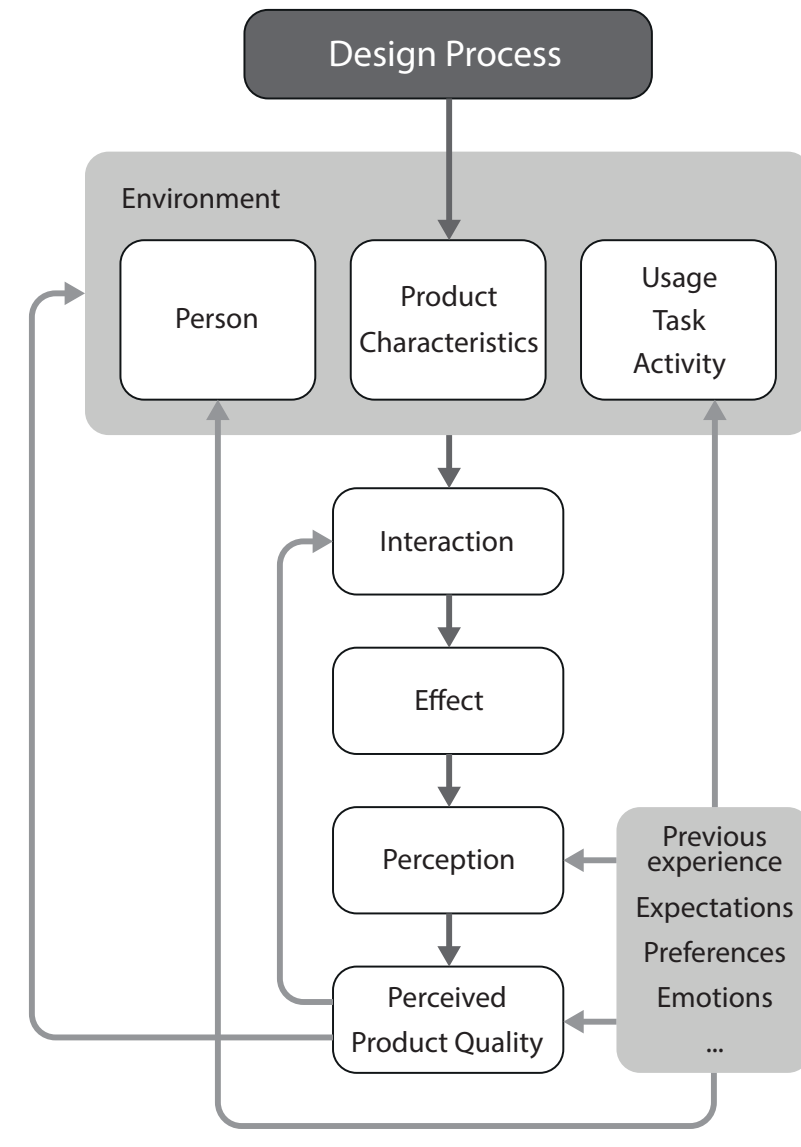 Design Process
Environment
Person
Product
Characteristics
Usage
Task
Activity
Interaction
Effect
Perception
Previous
experience
Expectations
Preferences
Emotions
...
Perceived
Product Quality